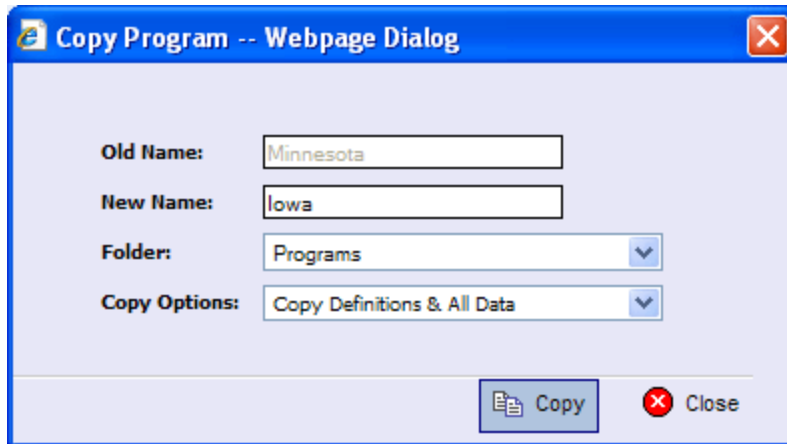 Copy Program -- Webpage Dialog
Old Name: Minnesota
New Name: Iowa
Folder: Programs
Copy Options: Copy Definitions & All Data
Copy Close